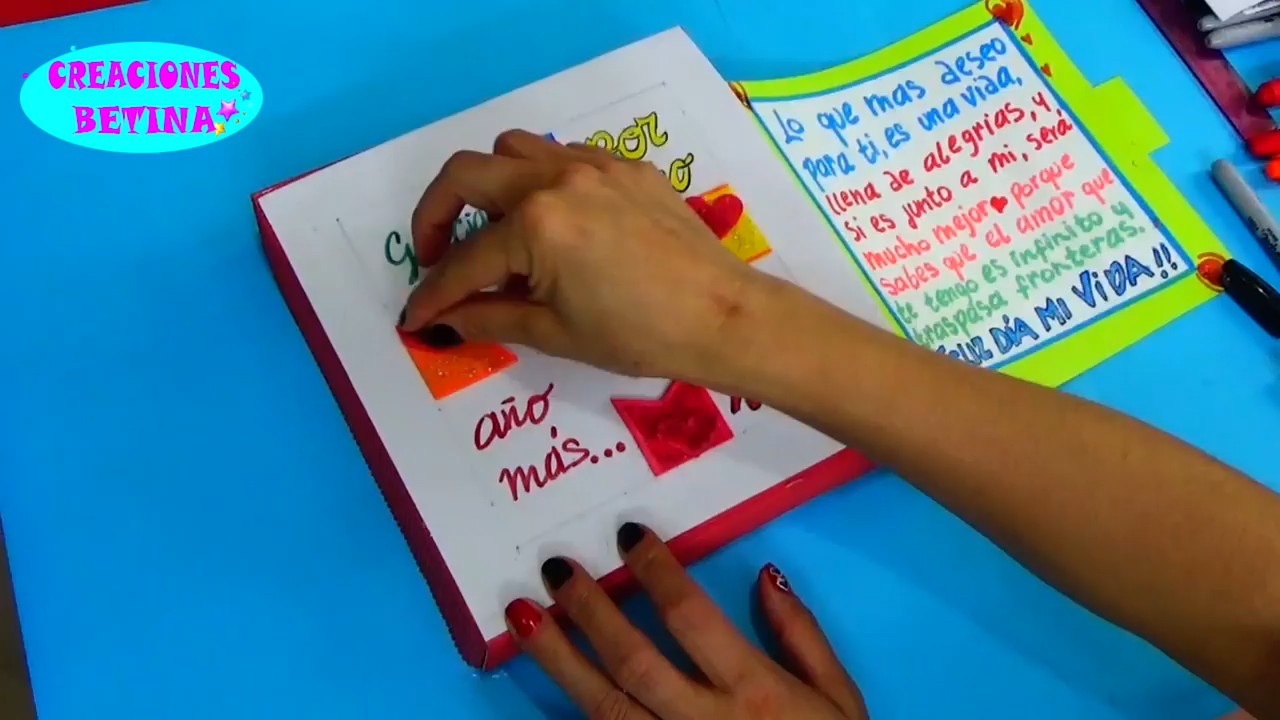 CREACIONES
BETINA
Por
año
más...
Lo que mas deseo
para ti, es una vida,
llena de alegrias, y,
si es junto a mi, será
mucho mejor porque
sabes que el amor que
te tengo es infinito y
traspasa fronteras.
FELIZ DÍA MI VIDA!!